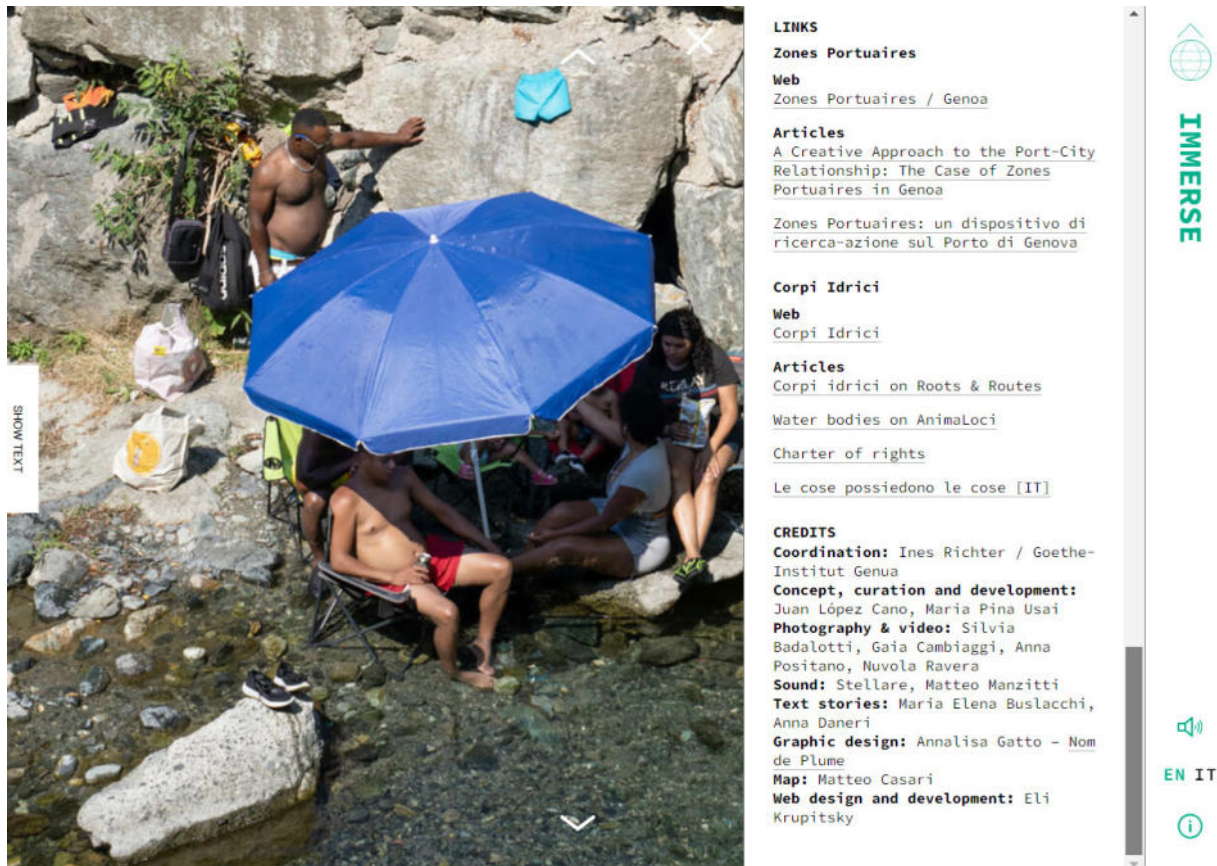 SHOW TEXT
LINKS
Zones Portuaires
Web
Zones Portuaires / Genoa
Articles
A Creative Approach to the Port-City
Relationship: The Case of Zones
Portuaires in Genoa
Zones Portuaires: un dispositivo di
ricerca-azione sul Porto di Genova
Corpi Idrici
Web
Corpi Idrici
Articles
Corpi idrici on Roots & Routes
Water bodies on AnimaLoci
Charter of rights
Le cose possiedono le cose [IT]
CREDITS
Coordination: Ines Richter / Goethe-
Institut Genua
Concept, curation and development:
Juan López Cano, Maria Pina Usai
Photography & video: Silvia
Badalotti, Gaia Cambiaggi, Anna
Positano, Nuvola Ravera
Sound: Stellare, Matteo Manzitti
Text stories: Maria Elena Buslacchi,
Anna Daneri
Graphic design: Annalisa Gatto – Nom
de Plume
Map: Matteo Casari
Web design and development: Eli
Krupitsky
IMMERSE
EN IT